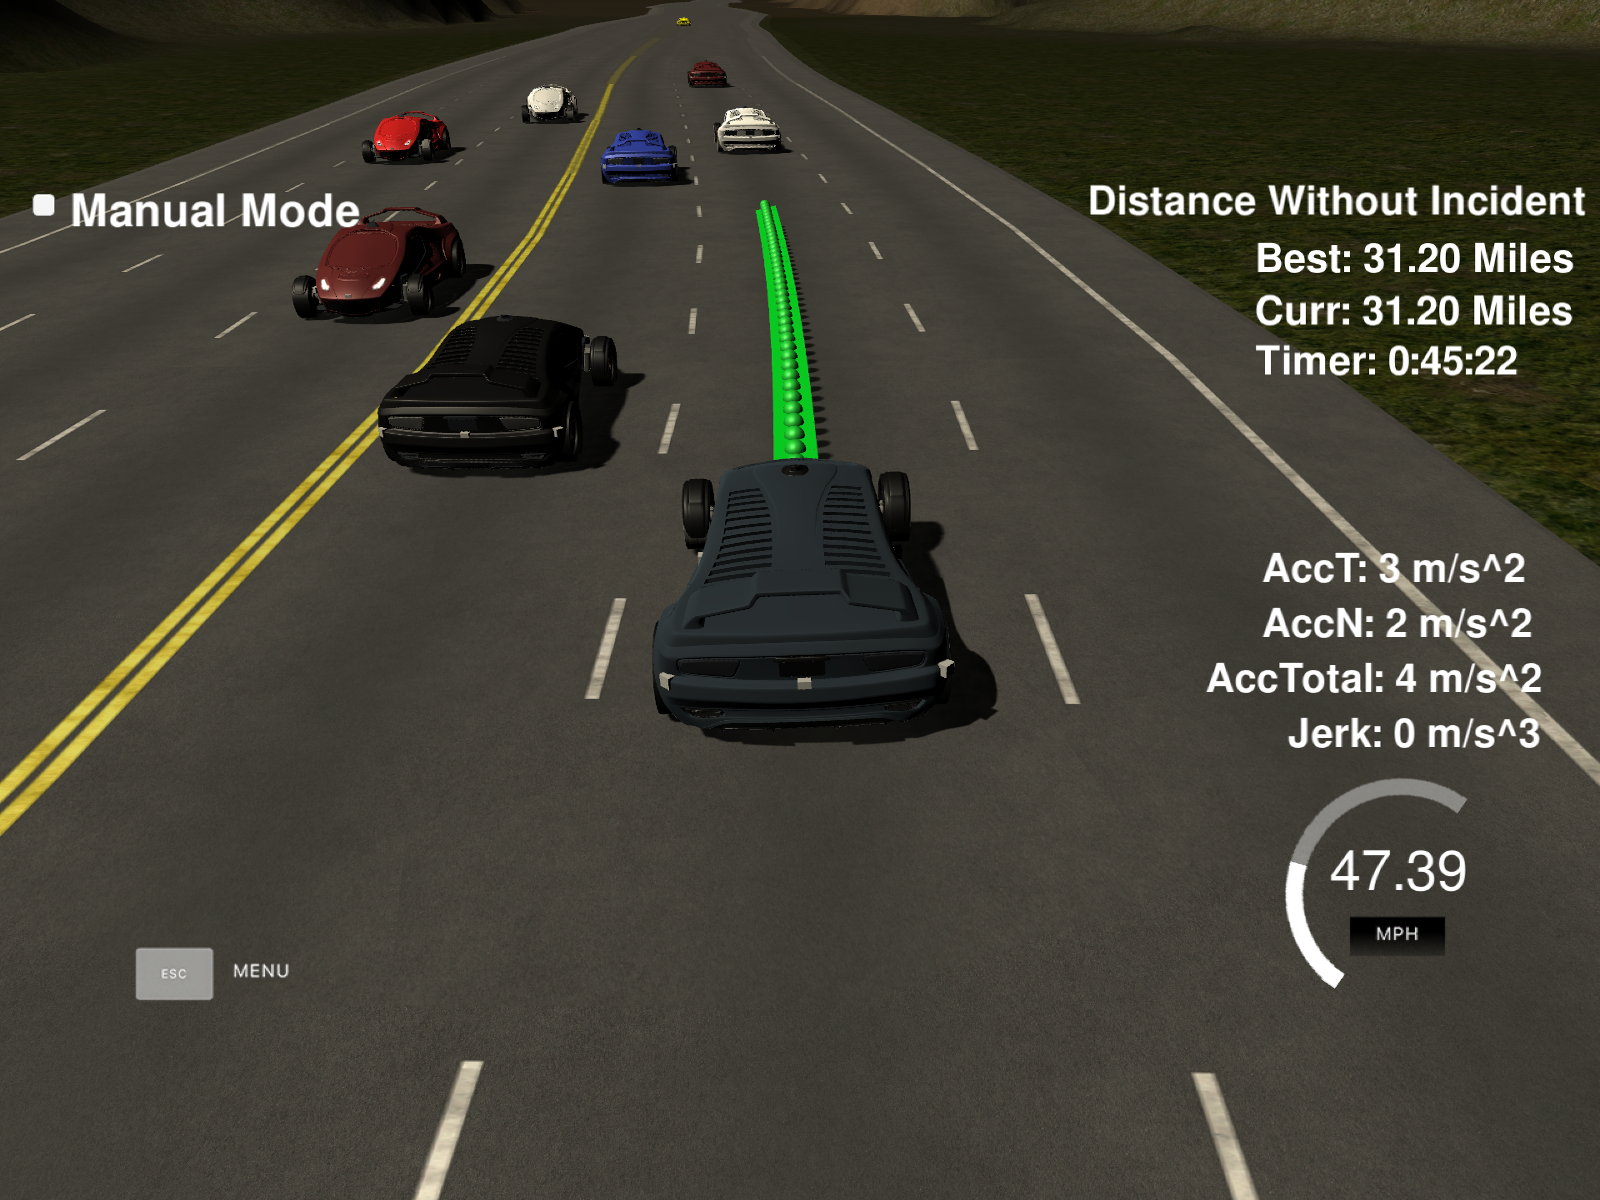 Manual Mode
Distance Without Incident
Best: 31.20 Miles
Curr: 31.20 Miles
Timer: 0:45:22
AccT: 3 m/s^2
AccN: 2 m/s^2
AccTotal: 4 m/s^2
Jerk: 0 m/s^3
47.39
MPH
ESC MENU